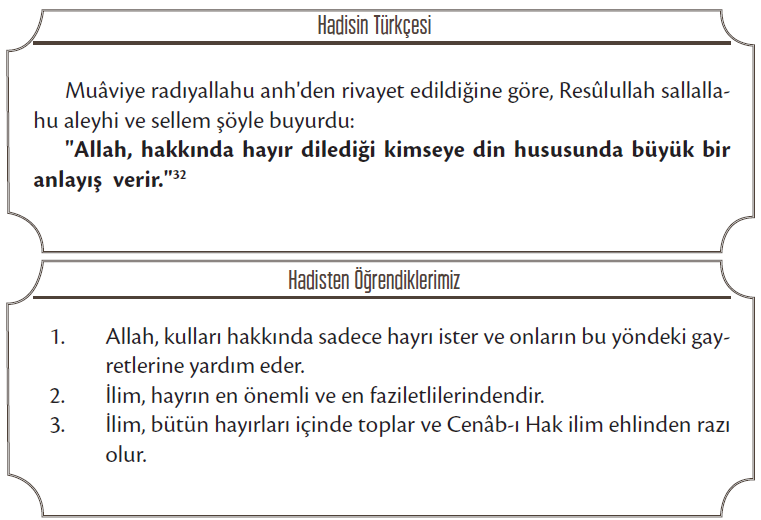 Hadisin Türkçesi
Muâviye radıyallahu anh'den rivayet edildiğine göre, Resûlullah sallalla-
hu aleyhi ve sellem şöyle buyurdu:
"Allah, hakkında hayır dilediği kimseye din hususunda büyük bir
anlayış verir."32
Hadisten Öğrendiklerimiz
1. Allah, kulları hakkında sadece hayrı ister ve onların bu yöndeki gay-
retlerine yardım eder.
2. İlim, hayrın en önemli ve en faziletlilerindendir.
3. İlim, bütün hayırları içinde toplar ve Cenâb-ı Hak ilim ehlinden razı
olur.